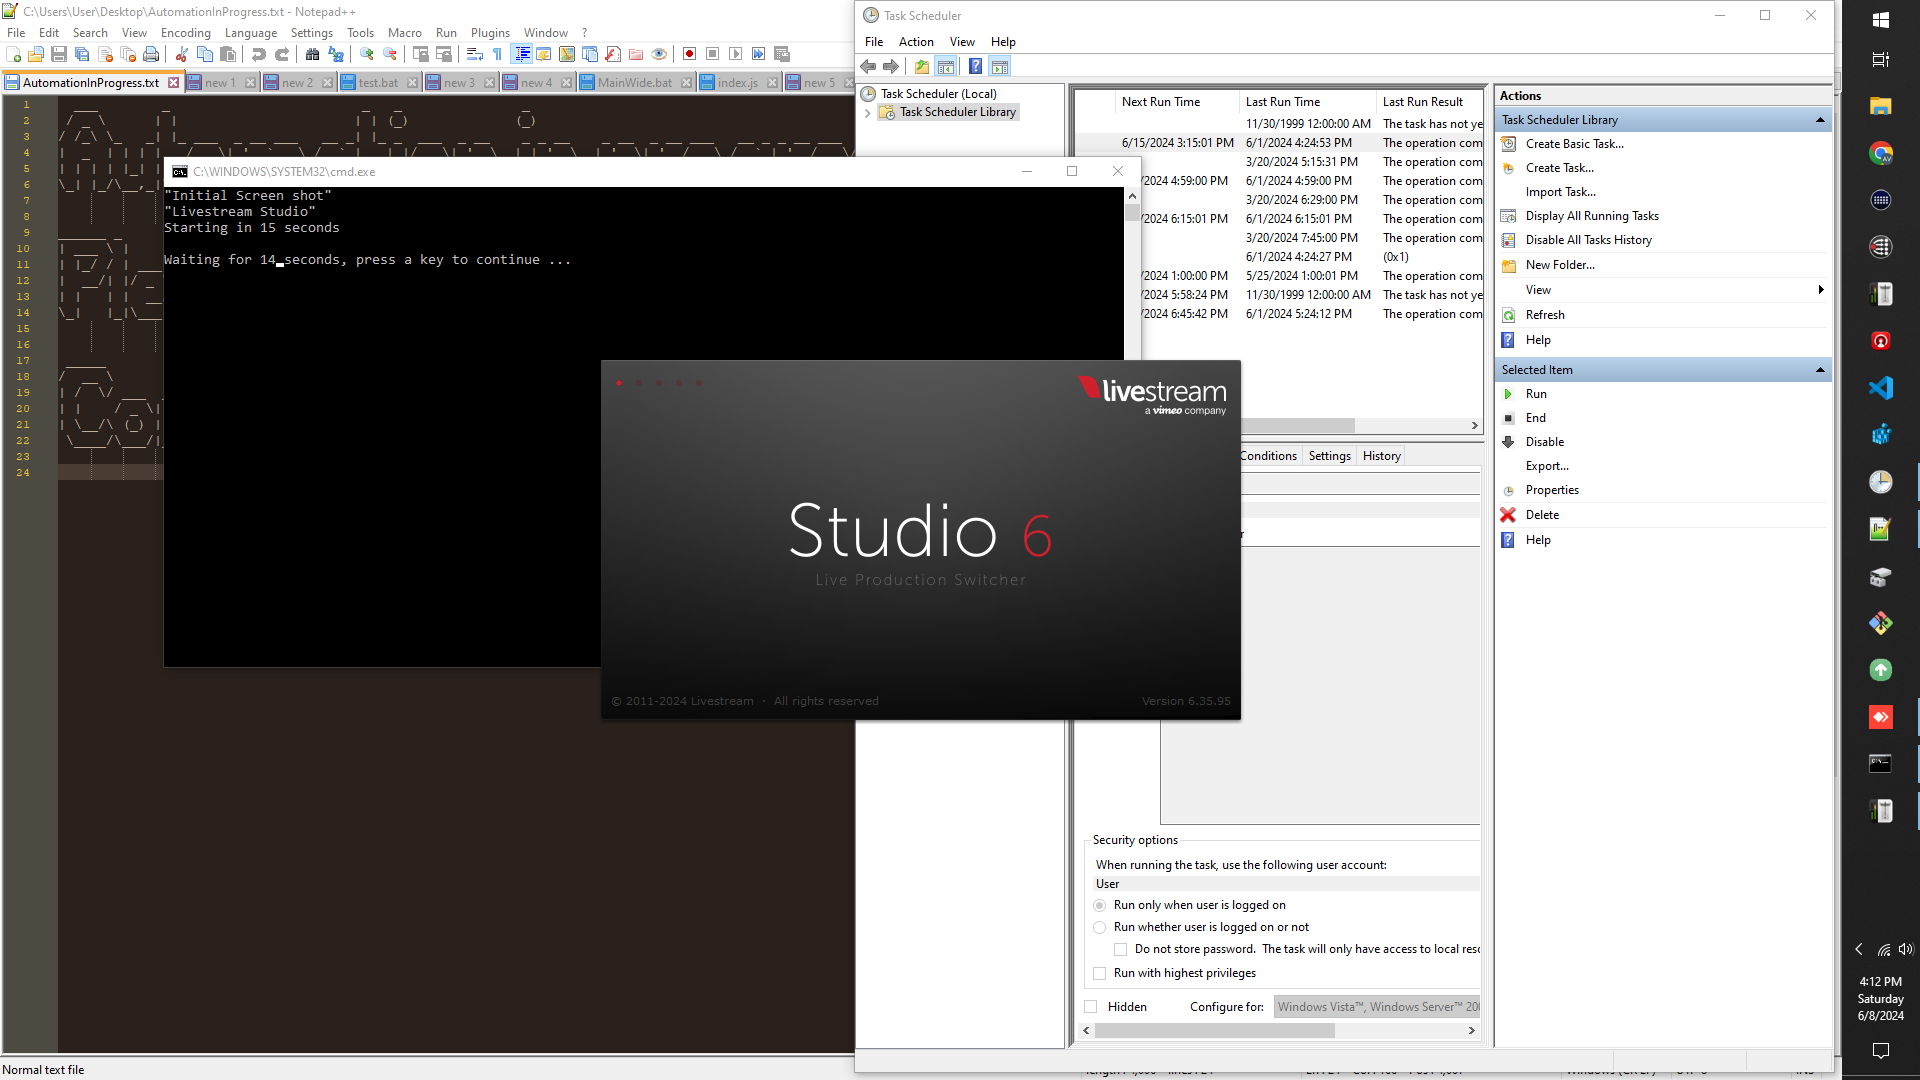 C:\Users\User\Desktop\AutomationInProgress.txt - Notepad++
File Edit Search View Encoding Language Settings Tools Macro Run Plugins Window ?
AutomationInProgress.txt new 1 new 2 test.bat new 3 new 4 MainWide.bat index.js new 5
1
2
3
4
5
6
7
8
9
10
11
12
13
14
15
16
17
18
19
20
21
22
23
24
Normal text file
C:\WINDOWS\SYSTEM32\cmd.exe
"Initial Screen shot"
"Livestream Studio"
Starting in 15 seconds
Waiting for 14 seconds, press a key to continue ...
livestream
a vimeo company
Studio 6
Live Production Switcher
© 2011-2024 Livestream · All rights reserved
Version 6.35.95
Task Scheduler
File Action View Help
Task Scheduler (Local)
Task Scheduler Library
Next Run Time Last Run Time Last Run Result
11/30/1999 12:00:00 AM The task has not ye
6/15/2024 3:15:01 PM 6/1/2024 4:24:53 PM The operation com
3/20/2024 5:15:31 PM The operation com
/2024 4:59:00 PM 6/1/2024 4:59:00 PM The operation com
3/20/2024 6:29:00 PM The operation com
/2024 6:15:01 PM 6/1/2024 6:15:01 PM The operation com
3/20/2024 7:45:00 PM The operation com
6/1/2024 4:24:27 PM (0x1)
/2024 1:00:00 PM 5/25/2024 1:00:01 PM The operation com
/2024 5:58:24 PM 11/30/1999 12:00:00 AM The task has not ye
/2024 6:45:42 PM 6/1/2024 5:24:12 PM The operation com
Conditions Settings History
Security options
When running the task, use the following user account:
User
Run only when user is logged on
Run whether user is logged on or not
Do not store password. The task will only have access to local resc
Run with highest privileges
Hidden Configure for: Windows Vista™, Windows Server™ 200
Actions
Task Scheduler Library
Create Basic Task...
Create Task...
Import Task...
Display All Running Tasks
Disable All Tasks History
New Folder...
View
Refresh
Help
Selected Item
Run
End
Disable
Export...
Properties
Delete
Help
4:12 PM
Saturday
6/8/2024